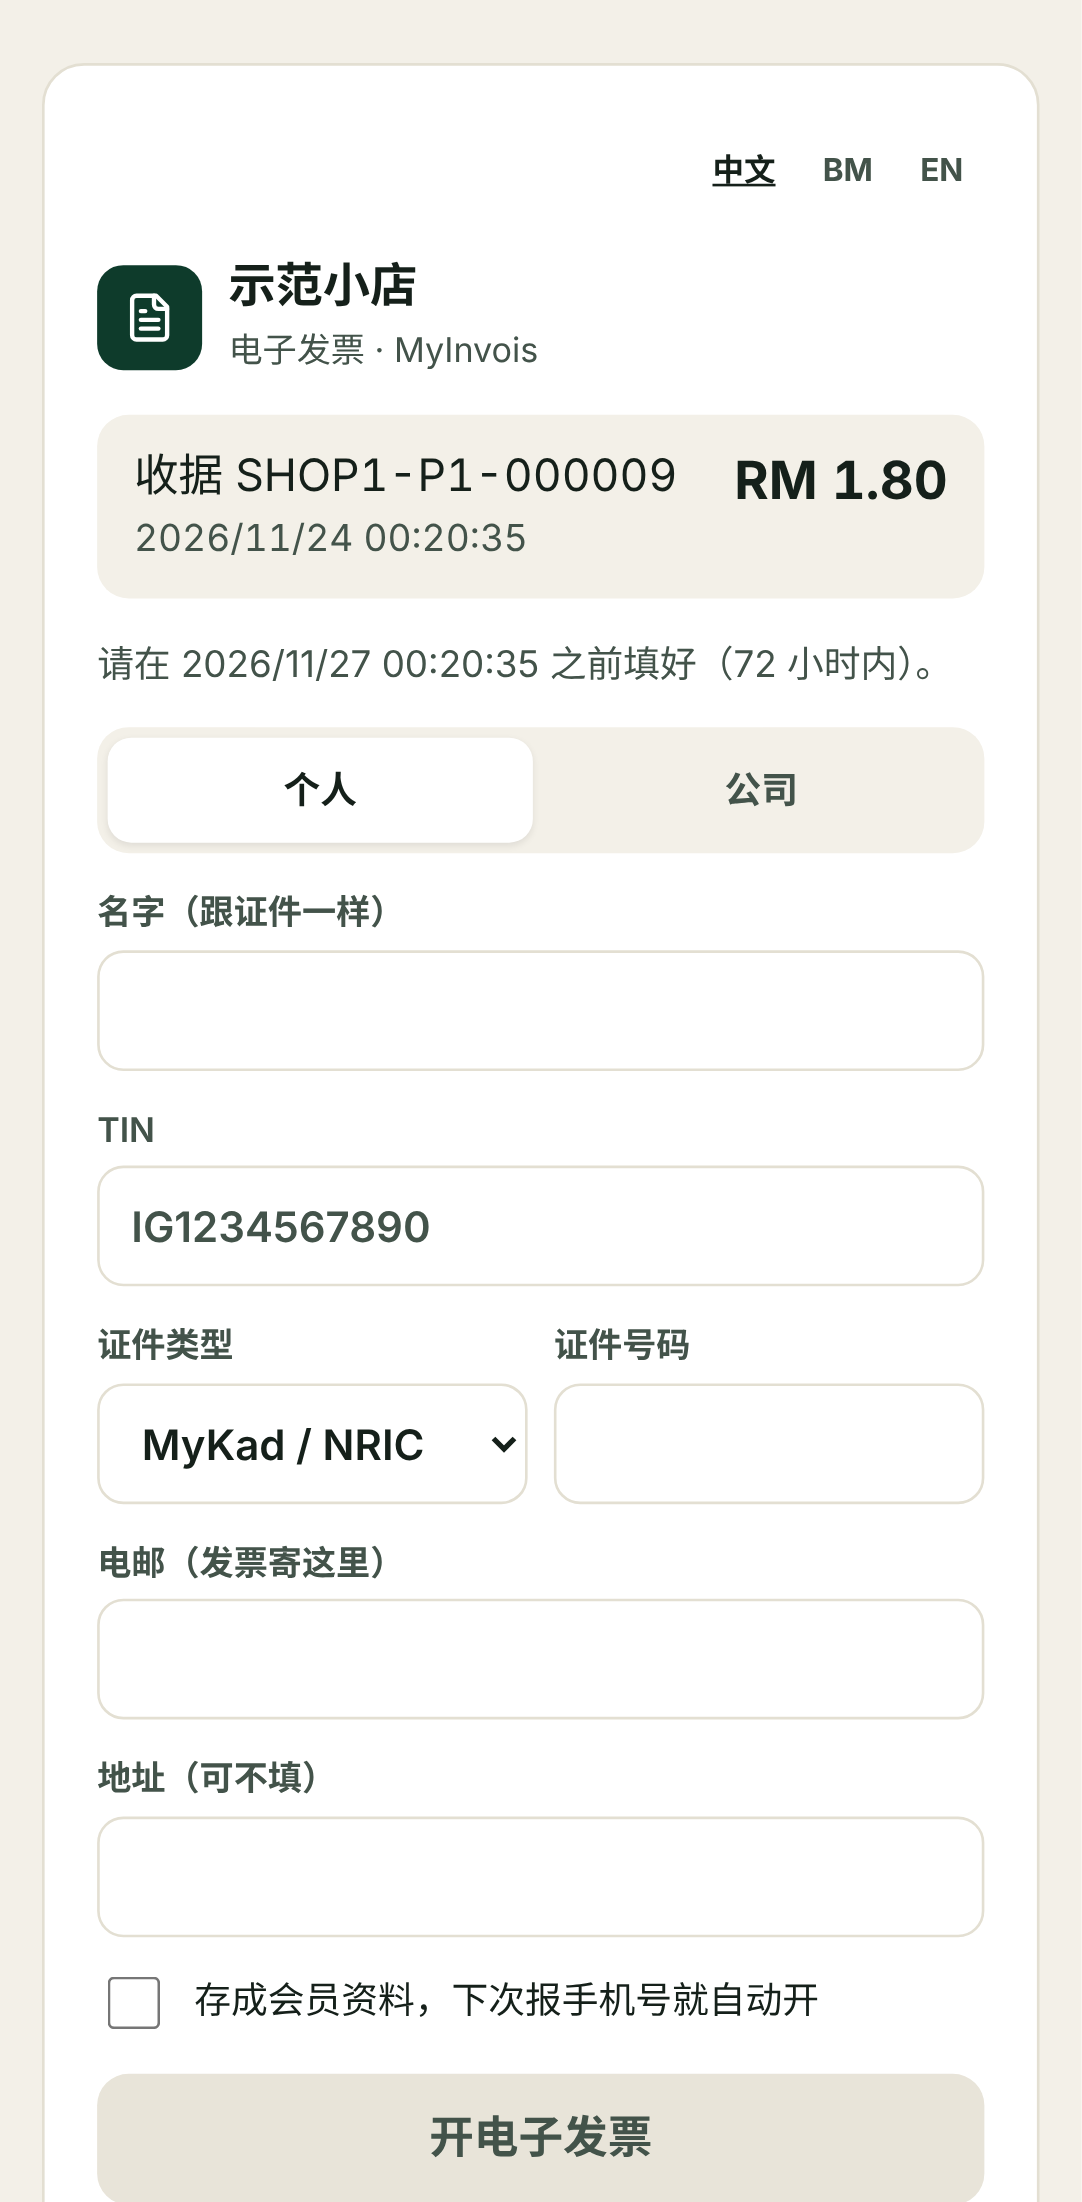 中文 BM EN
示范小店
电子发票 · MyInvois
收据 SHOP1-P1-000009 RM 1.80
2026/11/24 00:20:35
请在 2026/11/27 00:20:35 之前填好（72 小时内）。
个人 公司
名字（跟证件一样）
TIN
IG1234567890
证件类型 证件号码
MyKad / NRIC
电邮（发票寄这里）
地址（可不填）
存成会员资料，下次报手机号就自动开
开电子发票